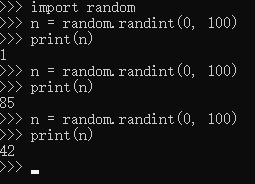 >>> import random
>>> n = random.randint(0, 100)
>>> print(n)
1
>>> n = random.randint(0, 100)
>>> print(n)
85
>>> n = random.randint(0, 100)
>>> print(n)
42
>>>